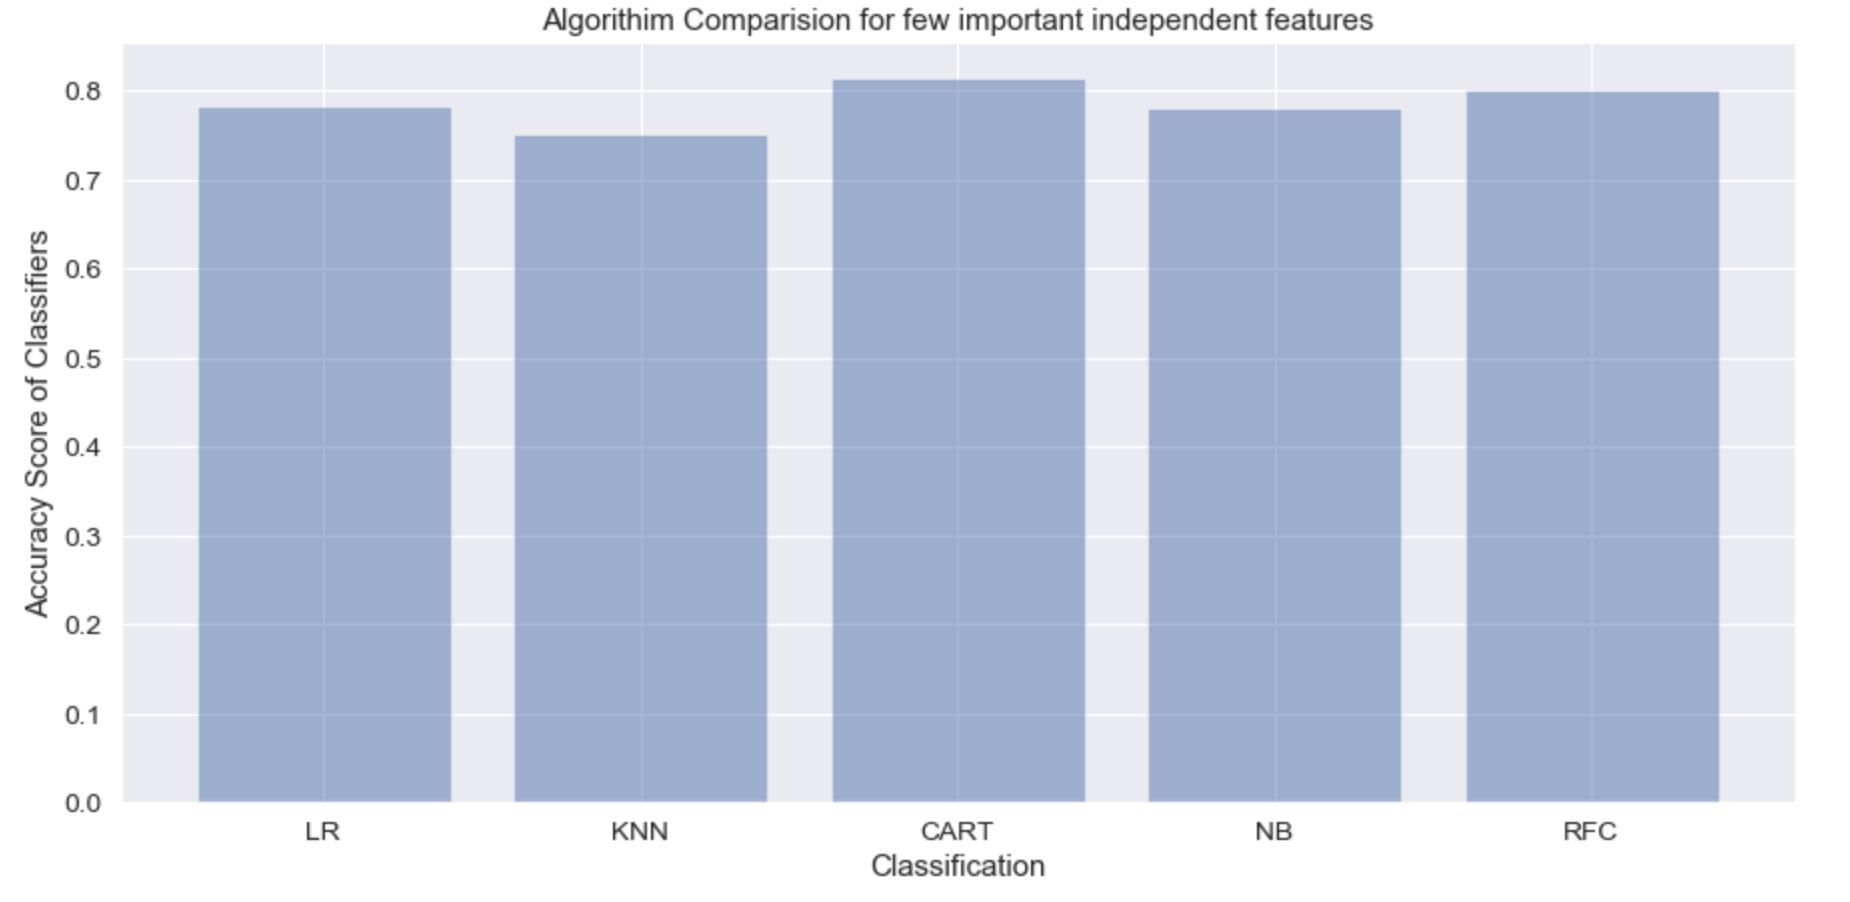 Algorithim Comparision for few important independent features
Accuracy Score of Classifiers
0.8
0.7
0.6
0.5
0.4
0.3
0.2
0.1
0.0
LR KNN CART NB RFC
Classification